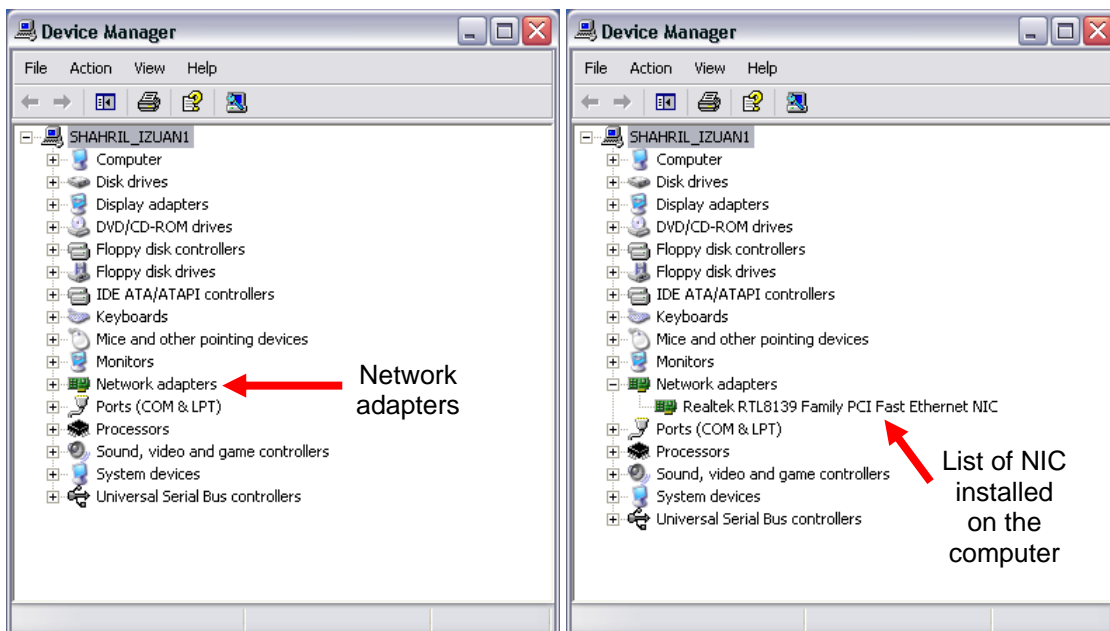 Device Manager
File Action View Help
SHAHRIL_IZUAN1
Computer
Disk drives
Display adapters
DVD/CD-ROM drives
Floppy disk controllers
Floppy disk drives
IDE ATA/ATAPI controllers
Keyboards
Mice and other pointing devices
Monitors
Network adapters
Ports (COM & LPT)
Processors
Sound, video and game controllers
System devices
Universal Serial Bus controllers
Network
adapters
Device Manager
File Action View Help
SHAHRIL_IZUAN1
Computer
Disk drives
Display adapters
DVD/CD-ROM drives
Floppy disk controllers
Floppy disk drives
IDE ATA/ATAPI controllers
Keyboards
Mice and other pointing devices
Monitors
Network adapters
Realtek RTL8139 Family PCI Fast Ethernet NIC
Ports (COM & LPT)
Processors
Sound, video and game controllers
System devices
Universal Serial Bus controllers
List of NIC
installed
on the
computer